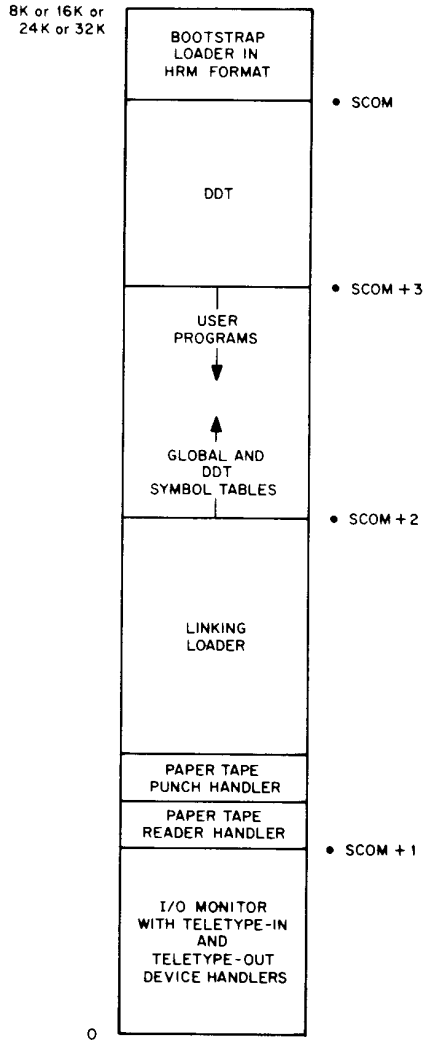 8K or 16K or
24K or 32K
BOOTSTRAP
LOADER IN
HRM FORMAT
• SCOM
DDT
• SCOM +3
USER
PROGRAMS
GLOBAL AND
DDT
SYMBOL TABLES
• SCOM +2
LINKING
LOADER
PAPER TAPE
PUNCH HANDLER
PAPER TAPE
READER HANDLER
• SCOM +1
I/O MONITOR
WITH TELETYPE-IN
AND
TELETYPE-OUT
DEVICE HANDLERS
0